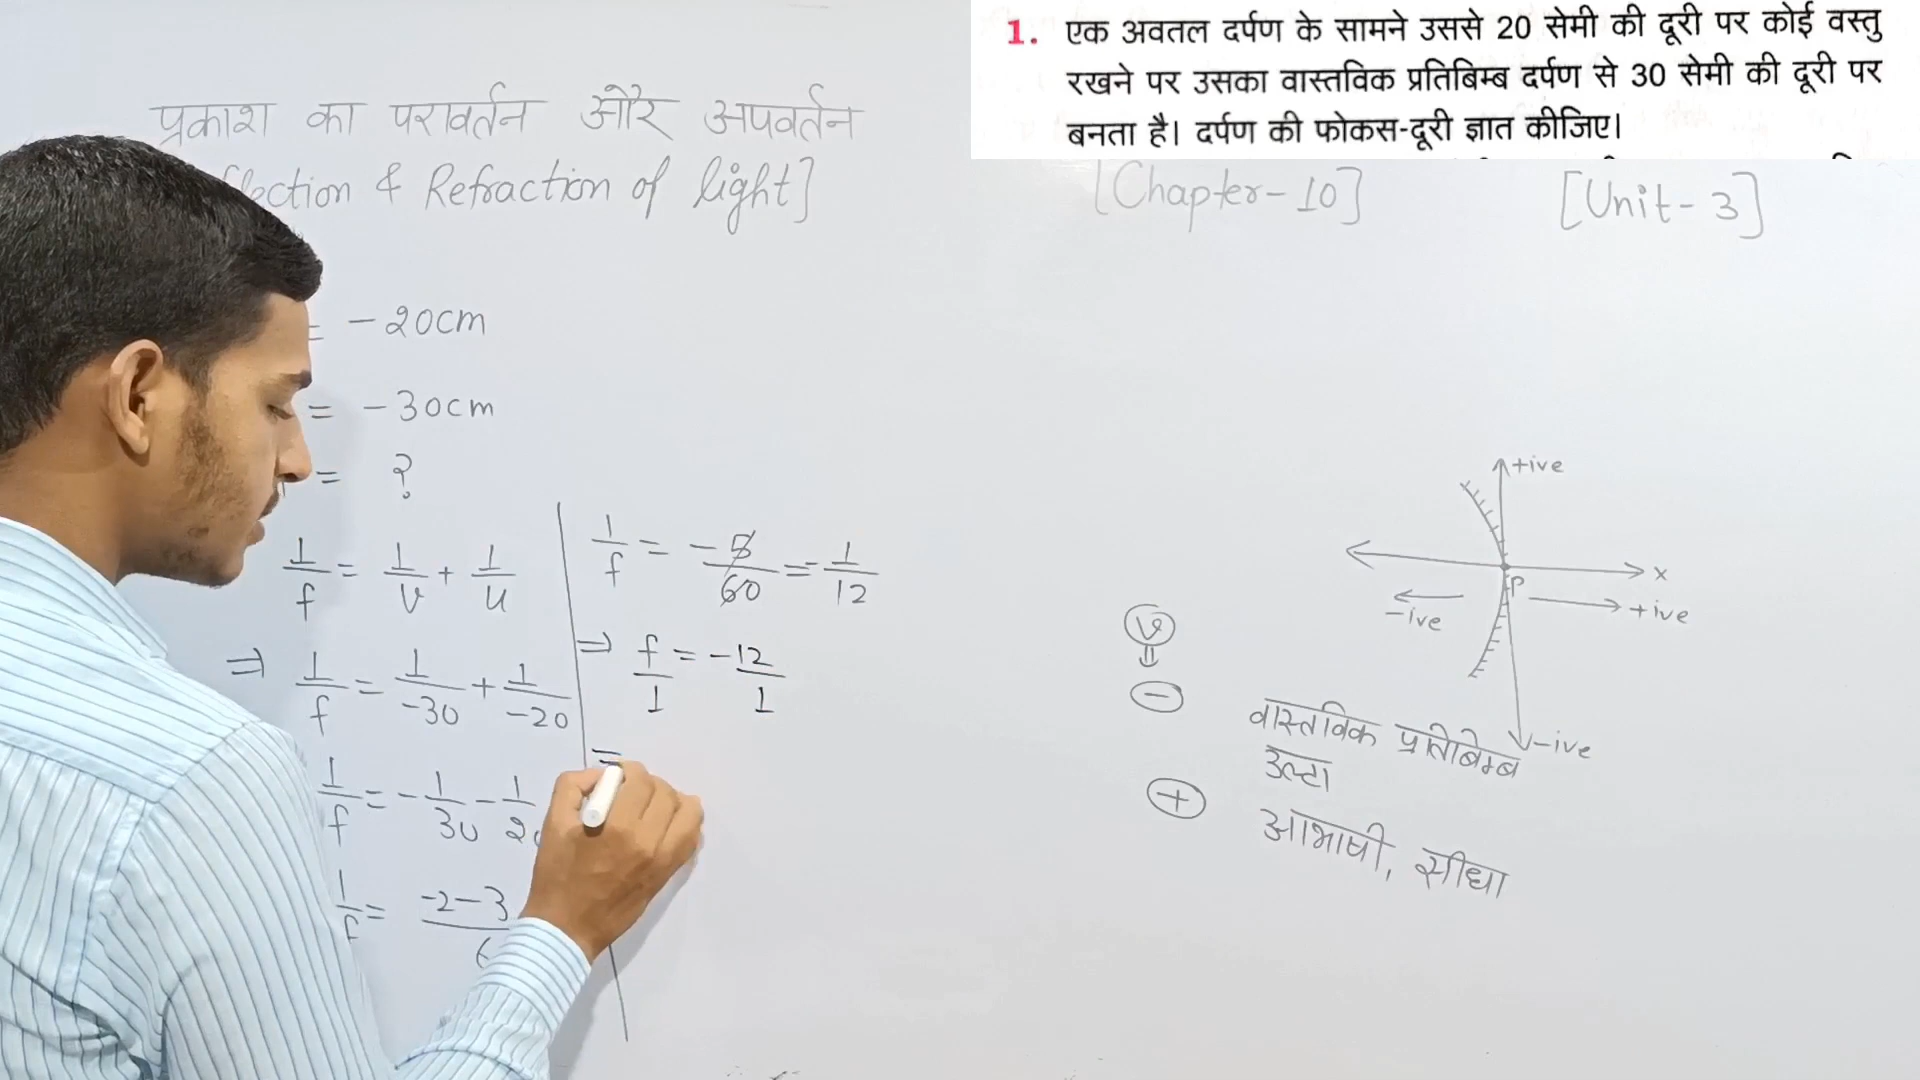 1. एक अवतल दर्पण के सामने उससे 20 सेमी की दूरी पर कोई वस्तु
रखने पर उसका वास्तविक प्रतिबिम्ब दर्पण से 30 सेमी की दूरी पर
बनता है। दर्पण की फोकस-दूरी ज्ञात कीजिए।
प्रकाश का परावर्तन और अपवर्तन
& Refraction of light]
[Chapter-10]
[Unit-3]
= -20cm
= -30cm
= ?
1/f = 1/v + 1/u
⇒ 1/f = 1/-30 + 1/-20
1/f = -1/30 - 1/20
1/f = -2-3/6
1/f = -5/60 = -1/12
⇒ f/1 = -12/1
+ive
x
P
-ive
+ive
-ive
v
⇓
-
वास्तविक प्रतिबिम्ब
उल्टा
+
आभाषी, सीधा